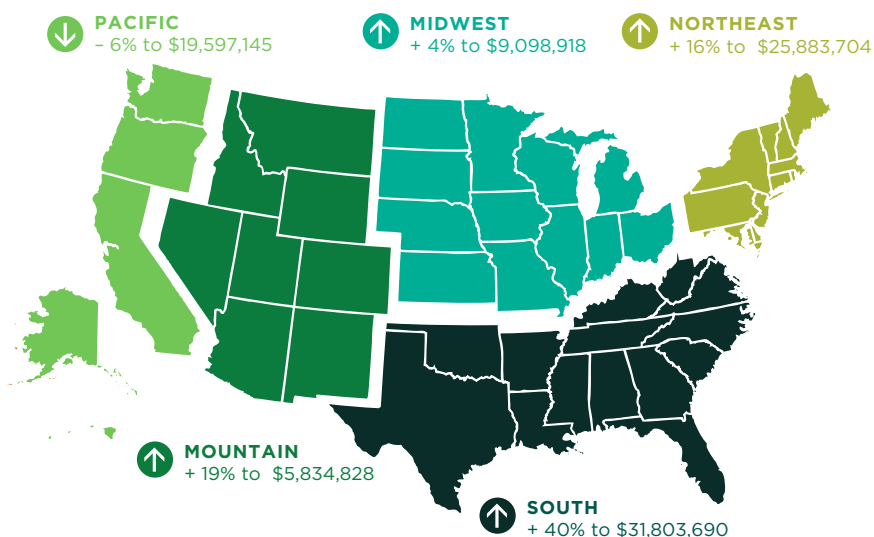 PACIFIC
– 6% to $19,597,145
MIDWEST
+ 4% to $9,098,918
NORTHEAST
+ 16% to $25,883,704
MOUNTAIN
+ 19% to $5,834,828
SOUTH
+ 40% to $31,803,690